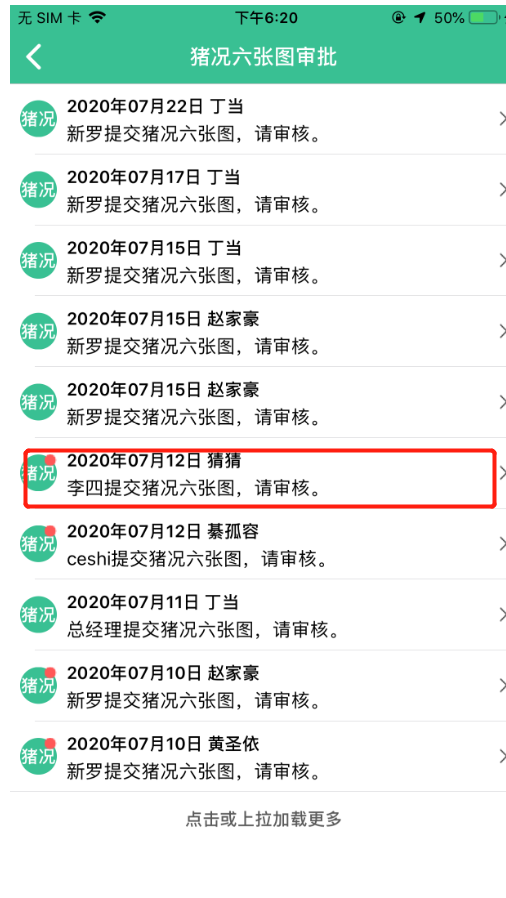 无 SIM 卡 下午6:20 50%
猪况六张图审批
猪况 2020年07月22日 丁当
新罗提交猪况六张图，请审核。
猪况 2020年07月17日 丁当
新罗提交猪况六张图，请审核。
猪况 2020年07月15日 丁当
新罗提交猪况六张图，请审核。
猪况 2020年07月15日 赵家豪
新罗提交猪况六张图，请审核。
猪况 2020年07月15日 赵家豪
新罗提交猪况六张图，请审核。
猪况 2020年07月12日 猜猜
李四提交猪况六张图，请审核。
猪况 2020年07月12日 綦孤容
ceshi提交猪况六张图，请审核。
猪况 2020年07月11日 丁当
总经理提交猪况六张图，请审核。
猪况 2020年07月10日 赵家豪
新罗提交猪况六张图，请审核。
猪况 2020年07月10日 黄圣依
新罗提交猪况六张图，请审核。
点击或上拉加载更多